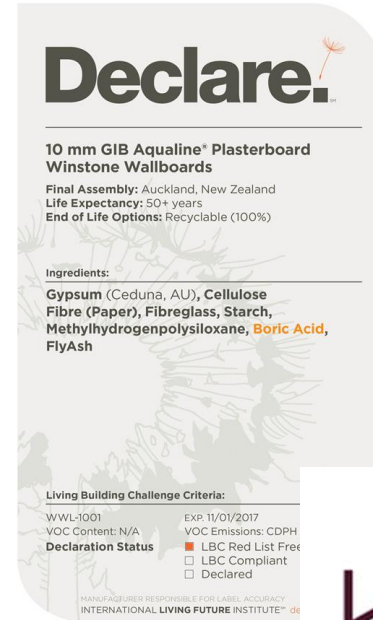 Declare.
10 mm GIB Aqualine® Plasterboard
Winstone Wallboards
Final Assembly: Auckland, New Zealand
Life Expectancy: 50+ years
End of Life Options: Recyclable (100%)
Ingredients:
Gypsum (Ceduna, AU), Cellulose
Fibre (Paper), Fibreglass, Starch,
Methylhydrogenpolysiloxane, Boric Acid,
FlyAsh
Living Building Challenge Criteria:
WWL-1001 EXP. 11/01/2017
VOC Content: N/A VOC Emissions: CDPH
Declaration Status LBC Red List Free
LBC Compliant
Declared
MANUFACTURER RESPONSIBLE FOR LABEL ACCURACY
INTERNATIONAL LIVING FUTURE INSTITUTE℠ de